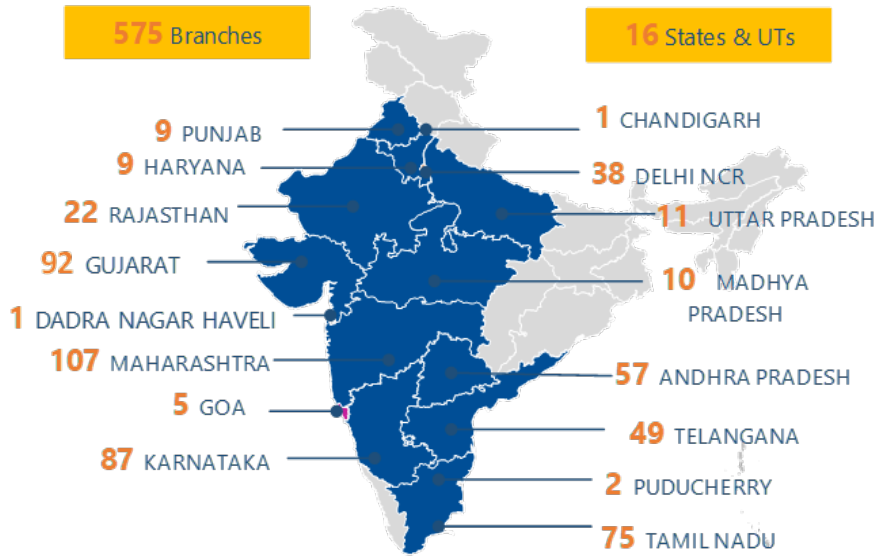 575 Branches
16 States & UTs
9 PUNJAB
9 HARYANA
22 RAJASTHAN
92 GUJARAT
1 DADRA NAGAR HAVELI
107 MAHARASHTRA
5 GOA
87 KARNATAKA
1 CHANDIGARH
38 DELHI NCR
11 UTTAR PRADESH
10 MADHYA
PRADESH
57 ANDHRA PRADESH
49 TELANGANA
2 PUDUCHERRY
75 TAMIL NADU